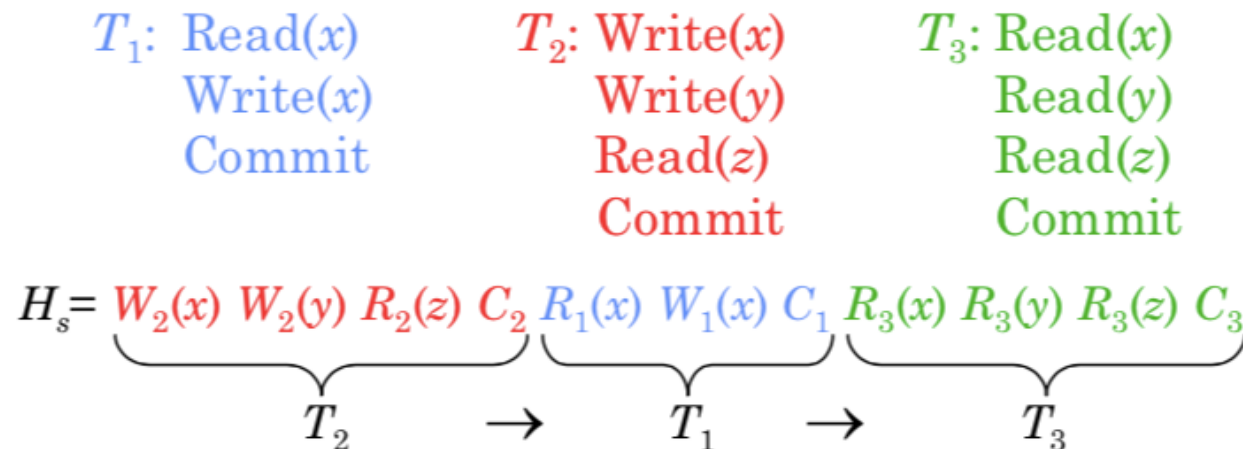 T₁: Read(x) T₂: Write(x) T₃: Read(x)
Write(x) Write(y) Read(y)
Commit Read(z) Read(z)
Commit Commit
Hₛ= W₂(x) W₂(y) R₂(z) C₂ R₁(x) W₁(x) C₁ R₃(x) R₃(y) R₃(z) C₃
T₂ → T₁ → T₃